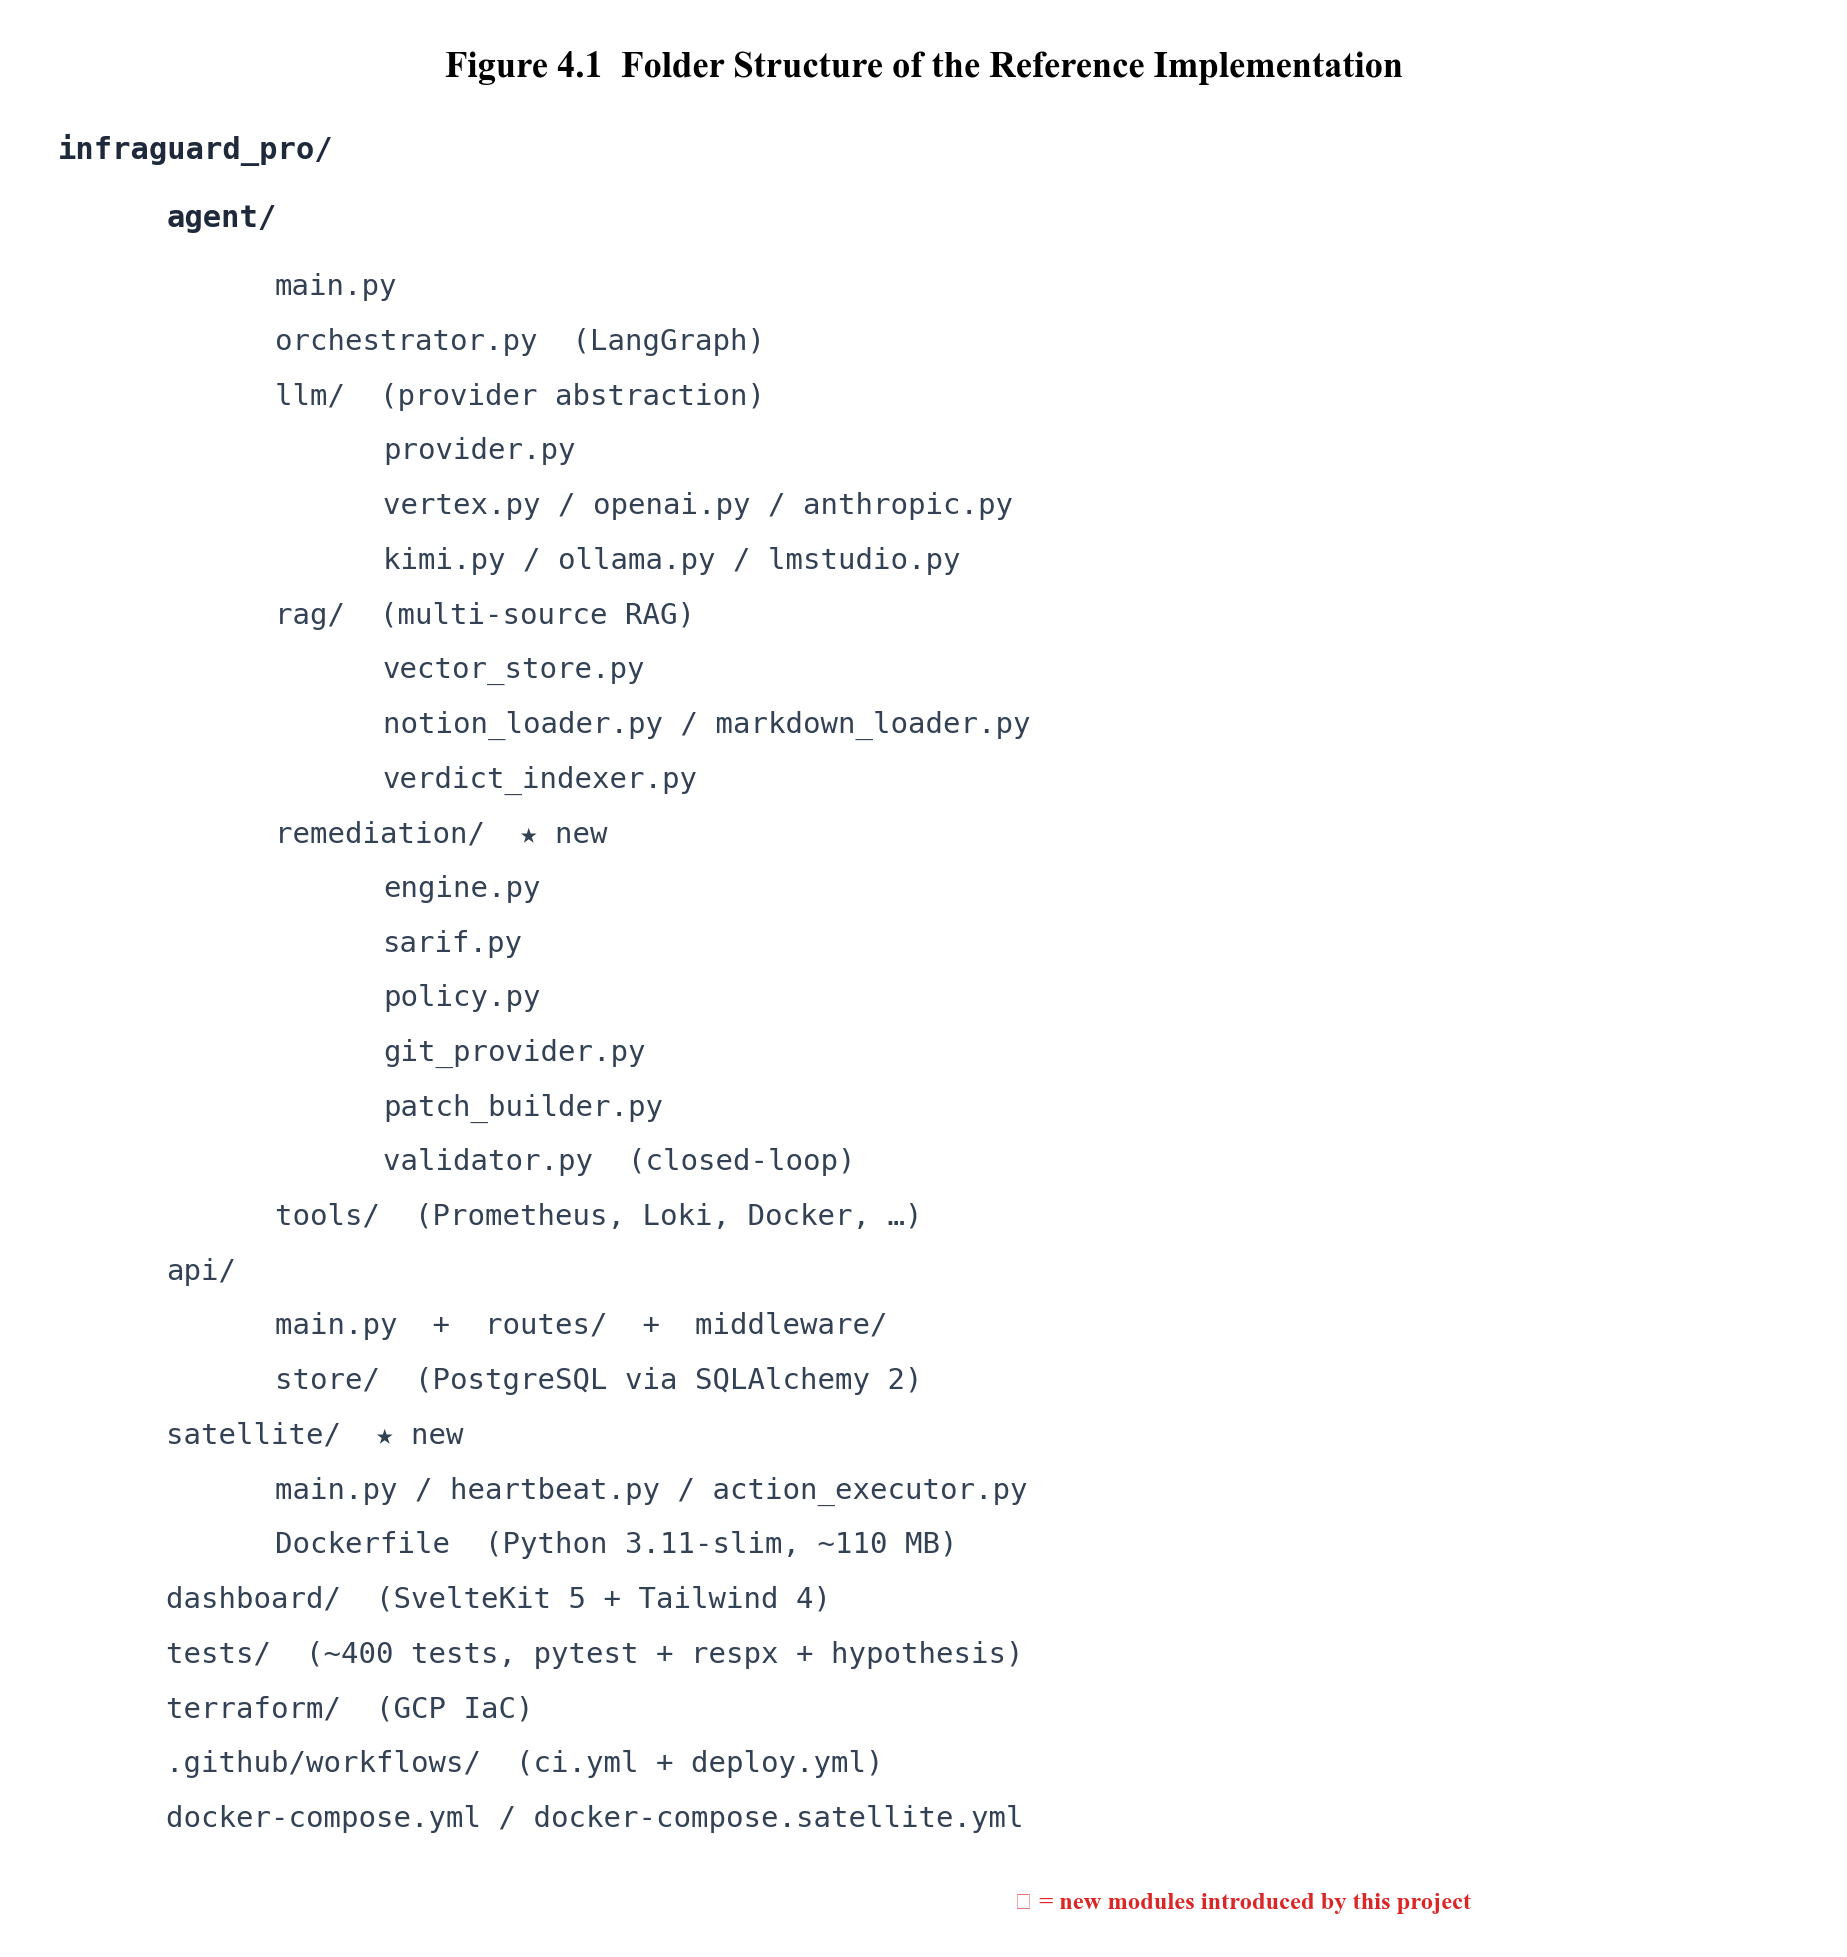 Figure 4.1  Folder Structure of the Reference Implementation
infraguard_pro/
agent/
main.py
orchestrator.py  (LangGraph)
llm/  (provider abstraction)
provider.py
vertex.py / openai.py / anthropic.py
kimi.py / ollama.py / lmstudio.py
rag/  (multi-source RAG)
vector_store.py
notion_loader.py / markdown_loader.py
verdict_indexer.py
remediation/  ★ new
engine.py
sarif.py
policy.py
git_provider.py
patch_builder.py
validator.py  (closed-loop)
tools/  (Prometheus, Loki, Docker, …)
api/
main.py  +  routes/  +  middleware/
store/  (PostgreSQL via SQLAlchemy 2)
satellite/  ★ new
main.py / heartbeat.py / action_executor.py
Dockerfile  (Python 3.11-slim, ~110 MB)
dashboard/  (SvelteKit 5 + Tailwind 4)
tests/  (~400 tests, pytest + respx + hypothesis)
terraform/  (GCP IaC)
.github/workflows/  (ci.yml + deploy.yml)
docker-compose.yml / docker-compose.satellite.yml
▯ = new modules introduced by this project